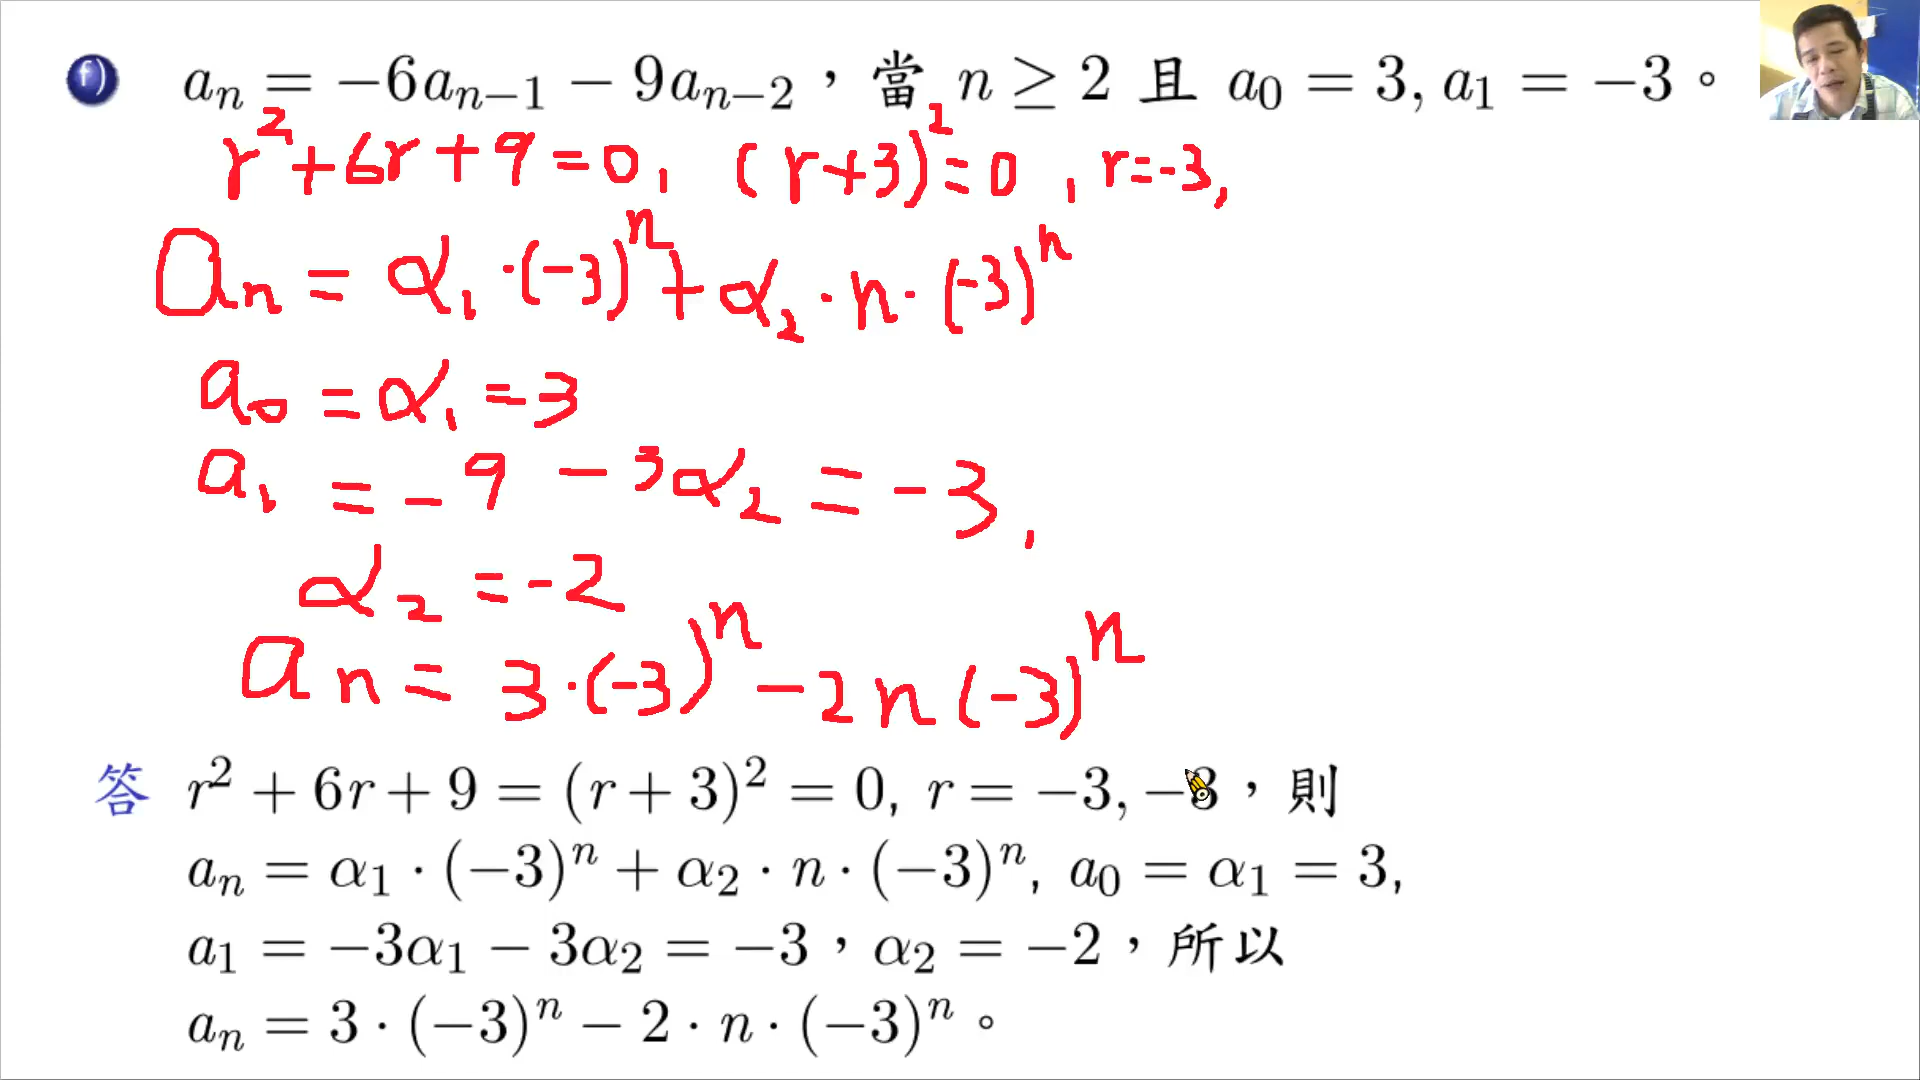 f) aₙ = −6aₙ₋₁ − 9aₙ₋₂，當 n ≥ 2 且 a₀ = 3, a₁ = −3。
r² + 6r + 9 = 0, (r+3)² = 0, r = -3,
aₙ = α₁ · (-3)ⁿ + α₂ · n · (-3)ⁿ
a₀ = α₁ = 3
a₁ = -9 - 3α₂ = -3,
α₂ = -2
aₙ = 3 · (-3)ⁿ - 2n(-3)ⁿ
答 r² + 6r + 9 = (r + 3)² = 0, r = −3, −3，則
aₙ = α₁ · (−3)ⁿ + α₂ · n · (−3)ⁿ, a₀ = α₁ = 3,
a₁ = −3α₁ − 3α₂ = −3，α₂ = −2，所以
aₙ = 3 · (−3)ⁿ − 2 · n · (−3)ⁿ。